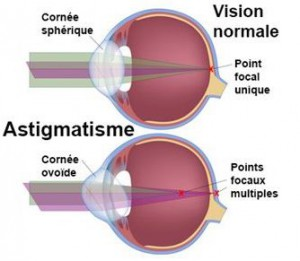 Vision
normale
Cornée
sphérique
Point
focal
unique
Astigmatisme
Cornée
ovoïde
Points
focaux
multiples